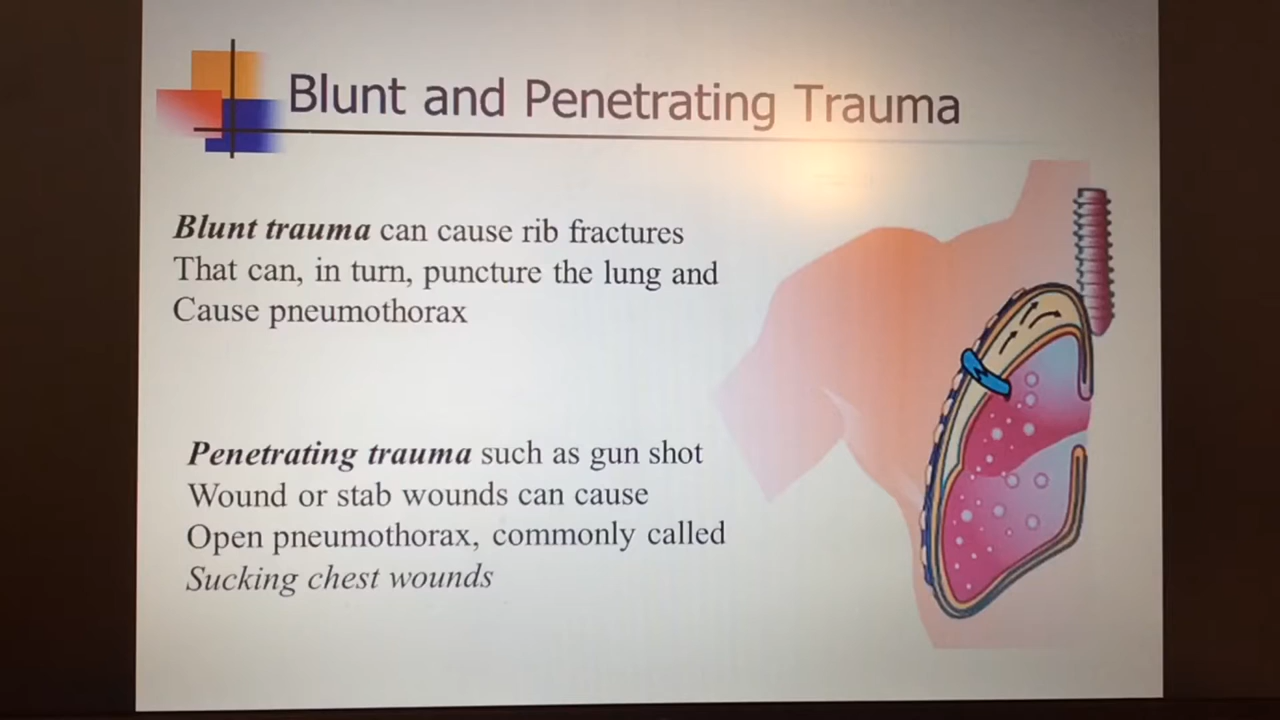 Blunt and Penetrating Trauma
Blunt trauma can cause rib fractures
That can, in turn, puncture the lung and
Cause pneumothorax
Penetrating trauma such as gun shot
Wound or stab wounds can cause
Open pneumothorax, commonly called
Sucking chest wounds